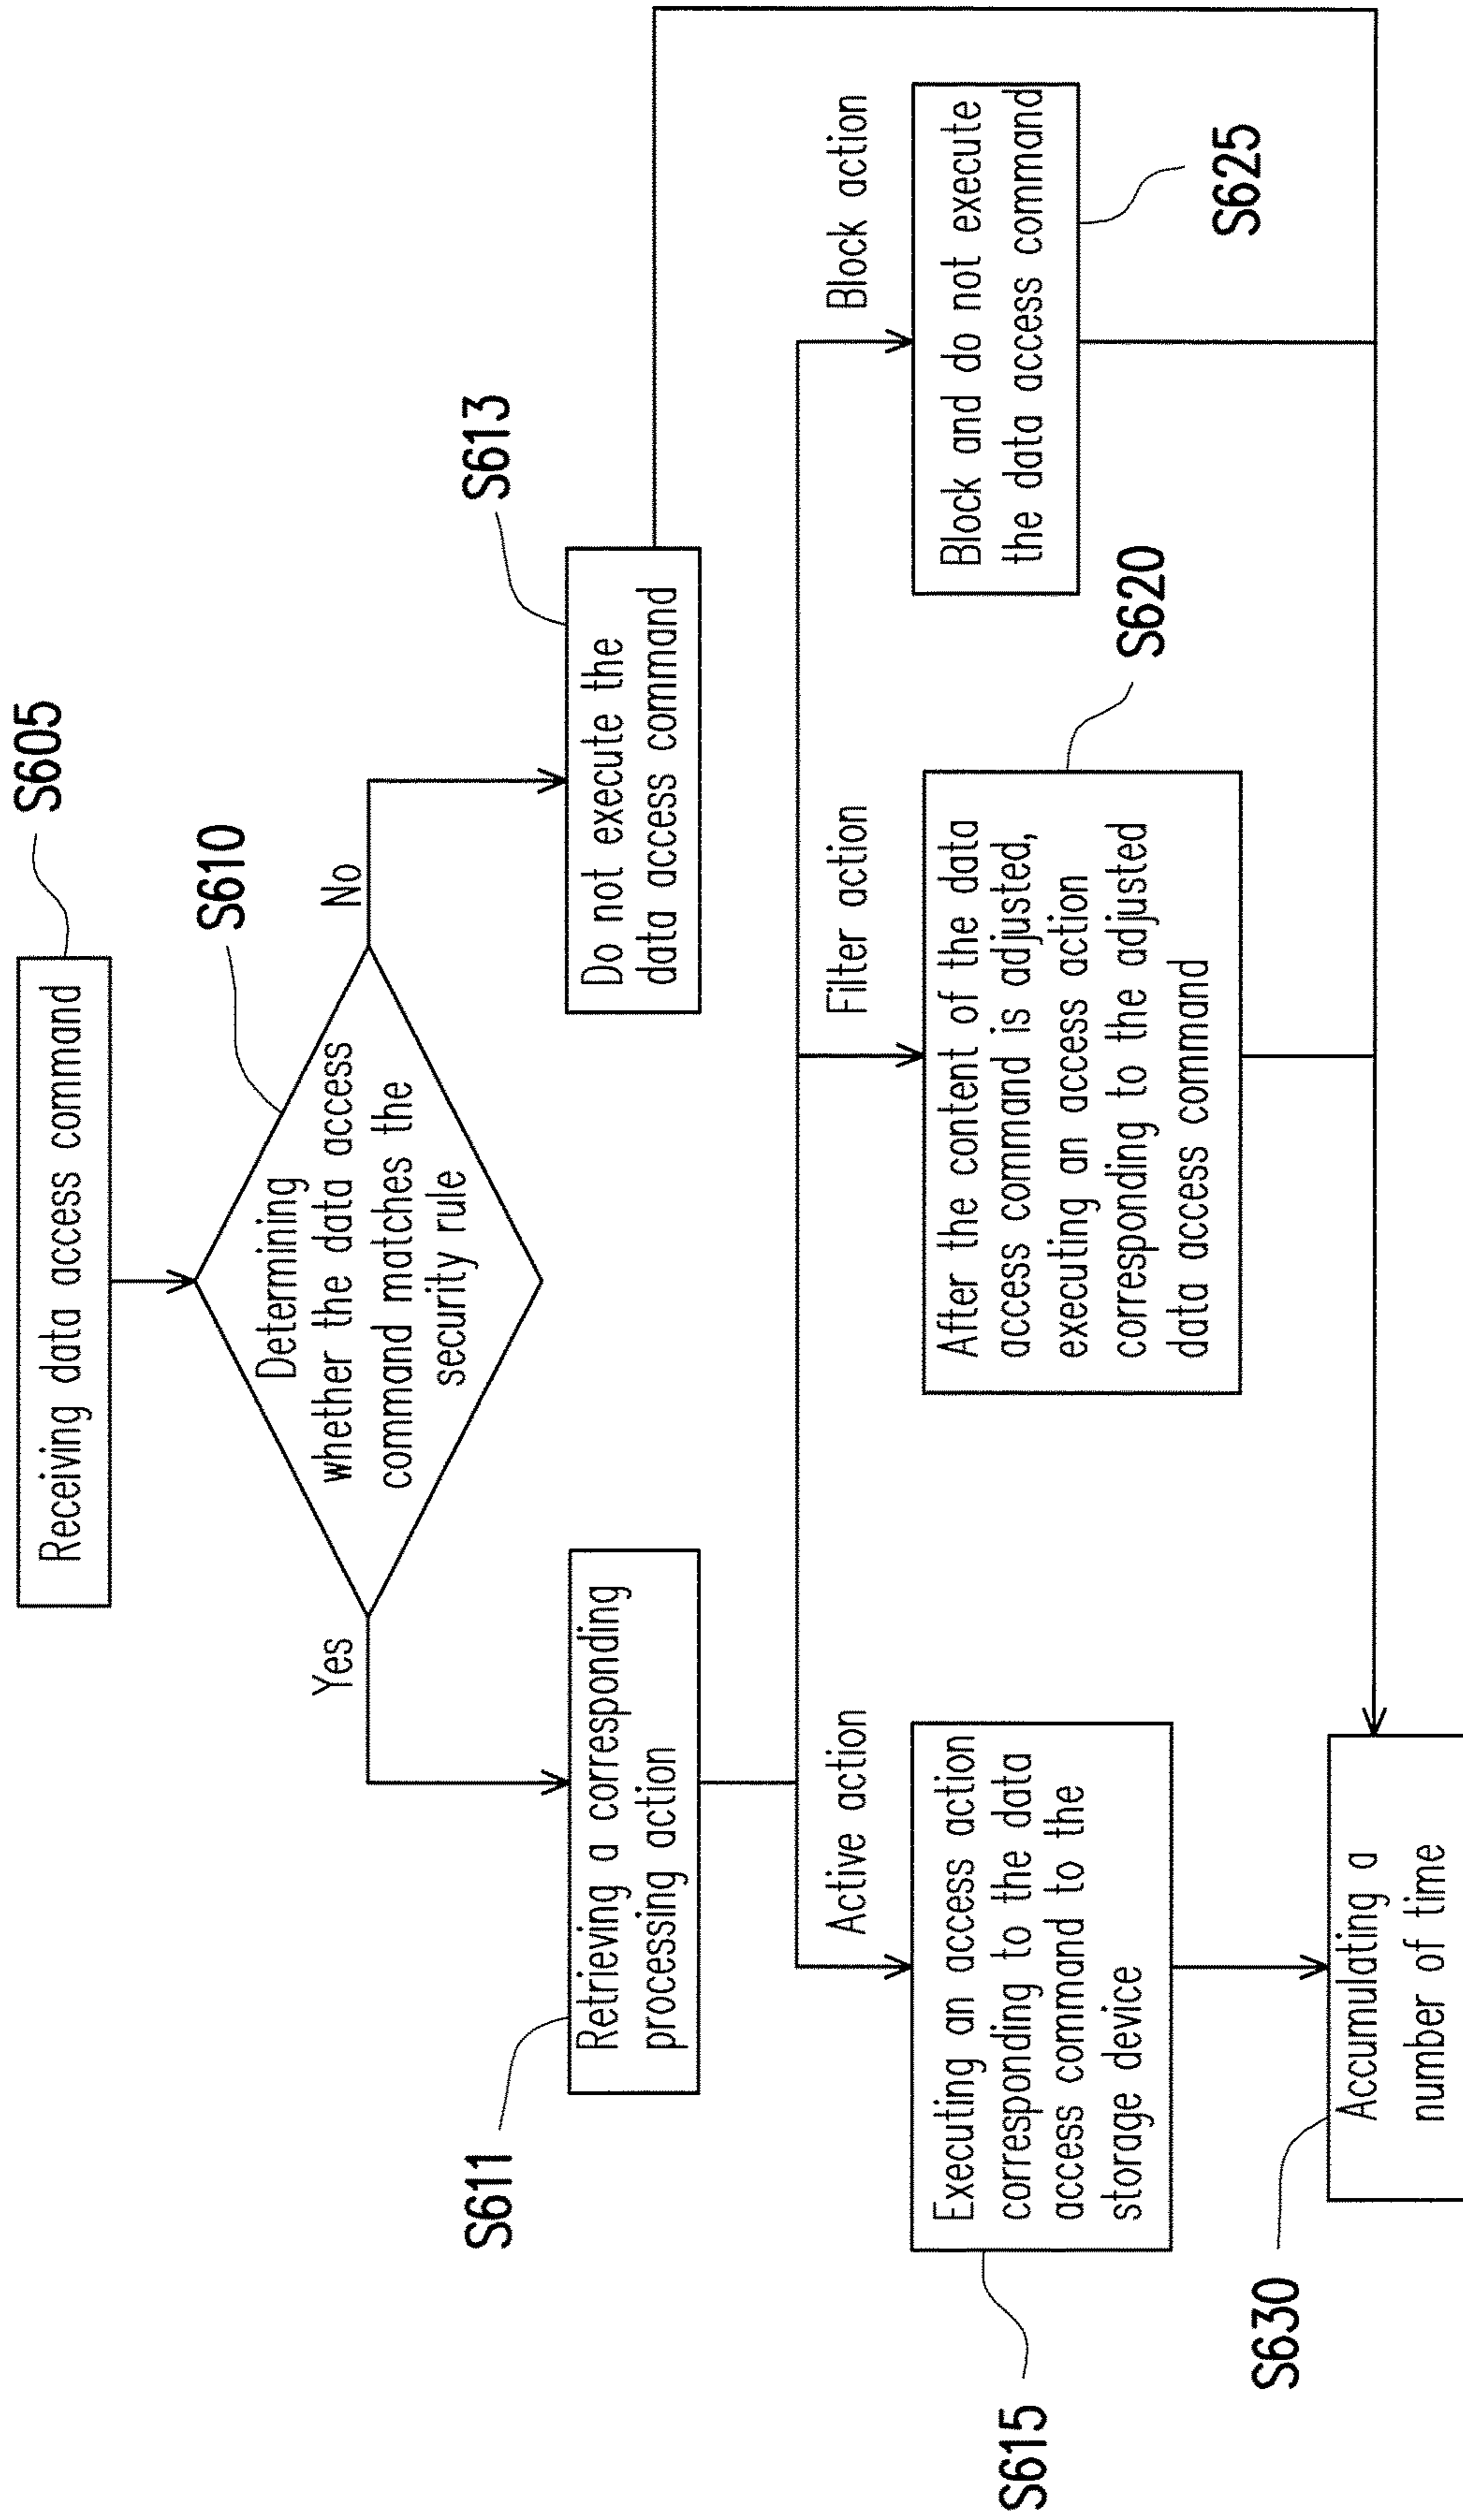 S605
Receiving data access command
S610
Determining
whether the data access
command matches the
security rule
Yes
No
S611
Retrieving a corresponding
processing action
S613
Do not execute the
data access command
Active action
Filter action
Block action
S615
Executing an access action
corresponding to the data
access command to the
storage device
S620
After the content of the data
access command is adjusted,
executing an access action
corresponding to the adjusted
data access command
S625
Block and do not execute
the data access command
S630
Accumulating a
number of time